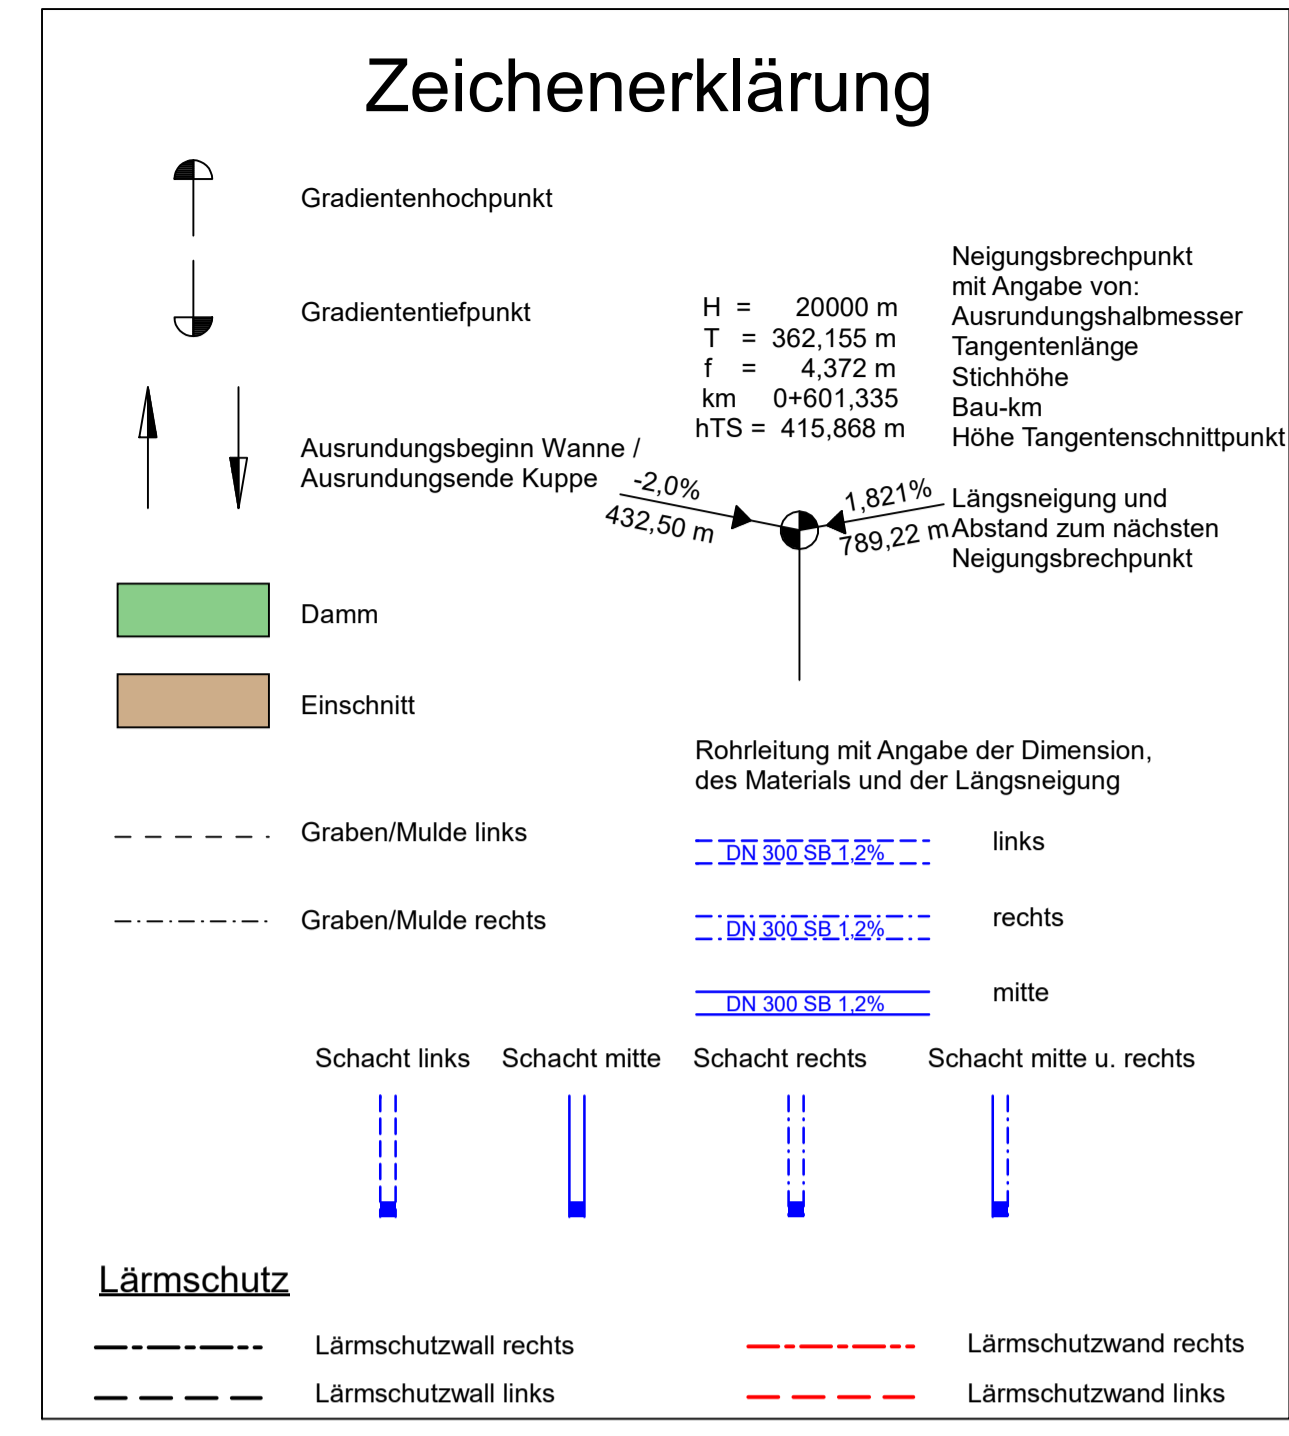 Zeichenerklärung
Gradientenhochpunkt
Gradiententiefpunkt
Ausrundungsbeginn Wanne /
Ausrundungsende Kuppe
H = 20000 m
T = 362,155 m
f = 4,372 m
km 0+601,335
hTS = 415,868 m
Neigungsbrechpunkt
mit Angabe von:
Ausrundungshalbmesser
Tangentenlänge
Stichhöhe
Bau-km
Höhe Tangentenschnittpunkt
-2,0%
432,50 m
1,821%
789,22 m
Längsneigung und
Abstand zum nächsten
Neigungsbrechpunkt
Damm
Einschnitt
Graben/Mulde links
Graben/Mulde rechts
Rohrleitung mit Angabe der Dimension,
des Materials und der Längsneigung
DN 300 SB 1,2%
links
DN 300 SB 1,2%
rechts
DN 300 SB 1,2%
mitte
Schacht links
Schacht mitte
Schacht rechts
Schacht mitte u. rechts
Lärmschutz
Lärmschutzwall rechts
Lärmschutzwand rechts
Lärmschutzwall links
Lärmschutzwand links